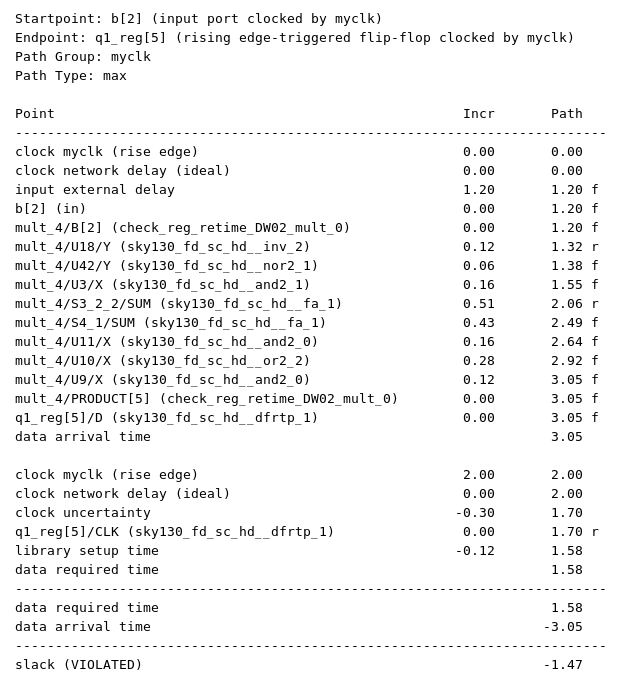 Startpoint: b[2] (input port clocked by myclk)
Endpoint: q1_reg[5] (rising edge-triggered flip-flop clocked by myclk)
Path Group: myclk
Path Type: max
Point Incr Path
---------------------------------------------------------------------------
clock myclk (rise edge) 0.00 0.00
clock network delay (ideal) 0.00 0.00
input external delay 1.20 1.20 f
b[2] (in) 0.00 1.20 f
mult_4/B[2] (check_reg_retime_DW02_mult_0) 0.00 1.20 f
mult_4/U18/Y (sky130_fd_sc_hd__inv_2) 0.12 1.32 r
mult_4/U42/Y (sky130_fd_sc_hd__nor2_1) 0.06 1.38 f
mult_4/U3/X (sky130_fd_sc_hd__and2_1) 0.16 1.55 f
mult_4/S3_2_2/SUM (sky130_fd_sc_hd__fa_1) 0.51 2.06 r
mult_4/S4_1/SUM (sky130_fd_sc_hd__fa_1) 0.43 2.49 f
mult_4/U11/X (sky130_fd_sc_hd__and2_0) 0.16 2.64 f
mult_4/U10/X (sky130_fd_sc_hd__or2_2) 0.28 2.92 f
mult_4/U9/X (sky130_fd_sc_hd__and2_0) 0.12 3.05 f
mult_4/PRODUCT[5] (check_reg_retime_DW02_mult_0) 0.00 3.05 f
q1_reg[5]/D (sky130_fd_sc_hd__dfrtp_1) 0.00 3.05 f
data arrival time 3.05
clock myclk (rise edge) 2.00 2.00
clock network delay (ideal) 0.00 2.00
clock uncertainty -0.30 1.70
q1_reg[5]/CLK (sky130_fd_sc_hd__dfrtp_1) 0.00 1.70 r
library setup time -0.12 1.58
data required time 1.58
---------------------------------------------------------------------------
data required time 1.58
data arrival time -3.05
---------------------------------------------------------------------------
slack (VIOLATED) -1.47